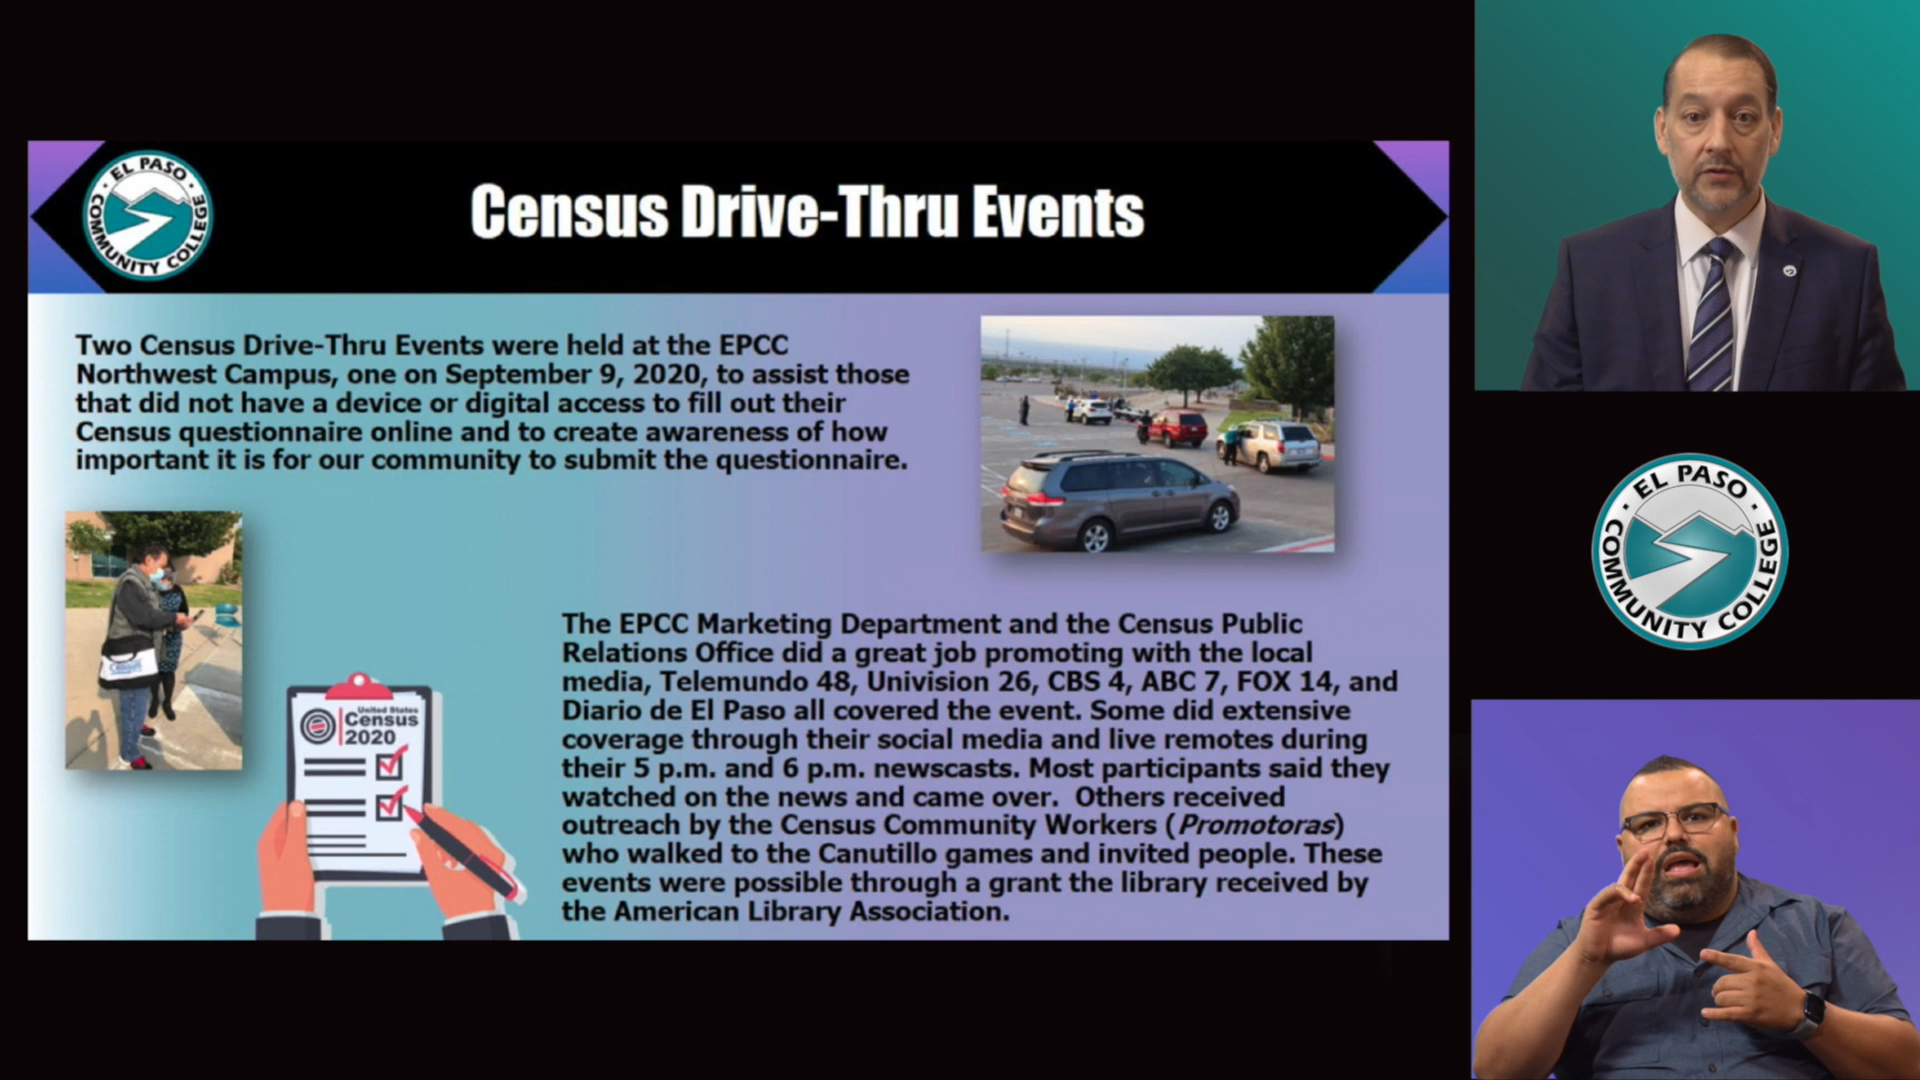 EL PASO
COMMUNITY COLLEGE
Census Drive-Thru Events
Two Census Drive-Thru Events were held at the EPCC
Northwest Campus, one on September 9, 2020, to assist those
that did not have a device or digital access to fill out their
Census questionnaire online and to create awareness of how
important it is for our community to submit the questionnaire.
Census
United States
Census
2020
The EPCC Marketing Department and the Census Public
Relations Office did a great job promoting with the local
media, Telemundo 48, Univision 26, CBS 4, ABC 7, FOX 14, and
Diario de El Paso all covered the event. Some did extensive
coverage through their social media and live remotes during
their 5 p.m. and 6 p.m. newscasts. Most participants said they
watched on the news and came over.  Others received
outreach by the Census Community Workers (Promotoras)
who walked to the Canutillo games and invited people. These
events were possible through a grant the library received by
the American Library Association.
EL PASO
COMMUNITY COLLEGE